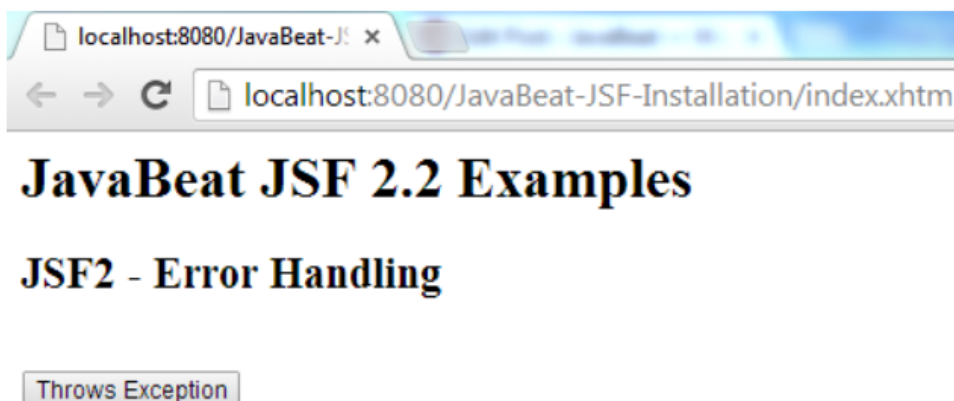 localhost:8080/JavaBeat-JS
localhost:8080/JavaBeat-JSF-Installation/index.xhtm
JavaBeat JSF 2.2 Examples
JSF2 - Error Handling
Throws Exception